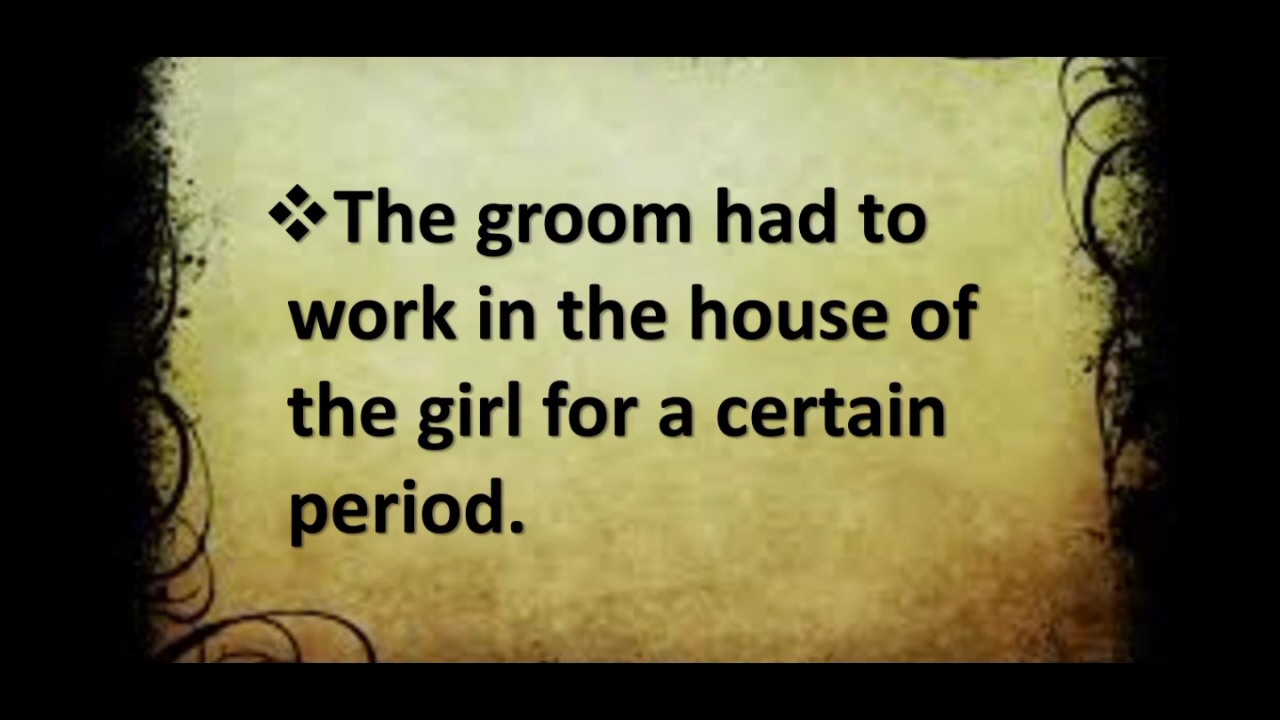 ❖The groom had to
work in the house of
the girl for a certain
period.